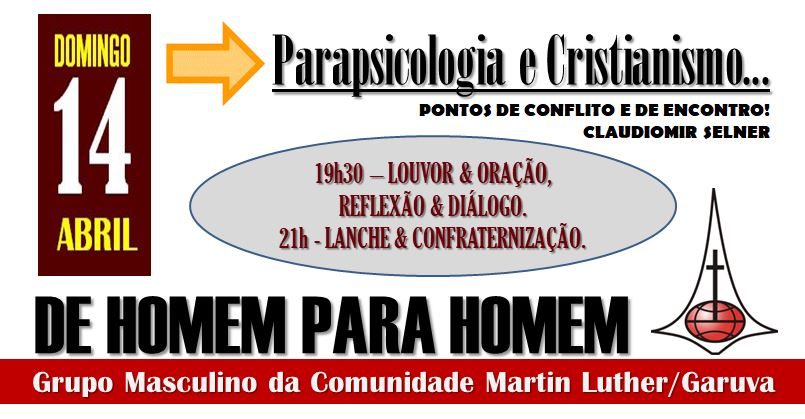 DOMINGO
14
ABRIL
Parapsicologia e Cristianismo...
PONTOS DE CONFLITO E DE ENCONTRO!
CLAUDIOMIR SELNER
19h30 – LOUVOR & ORAÇÃO,
REFLEXÃO & DIÁLOGO.
21h - LANCHE & CONFRATERNIZAÇÃO.
DE HOMEM PARA HOMEM
Grupo Masculino da Comunidade Martin Luther/Garuva